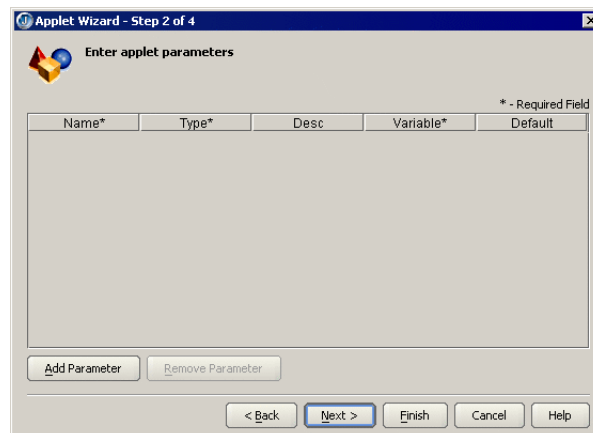 Applet Wizard - Step 2 of 4
Enter applet parameters
* - Required Field
Name* Type* Desc Variable* Default
Add Parameter Remove Parameter
< Back Next > Finish Cancel Help